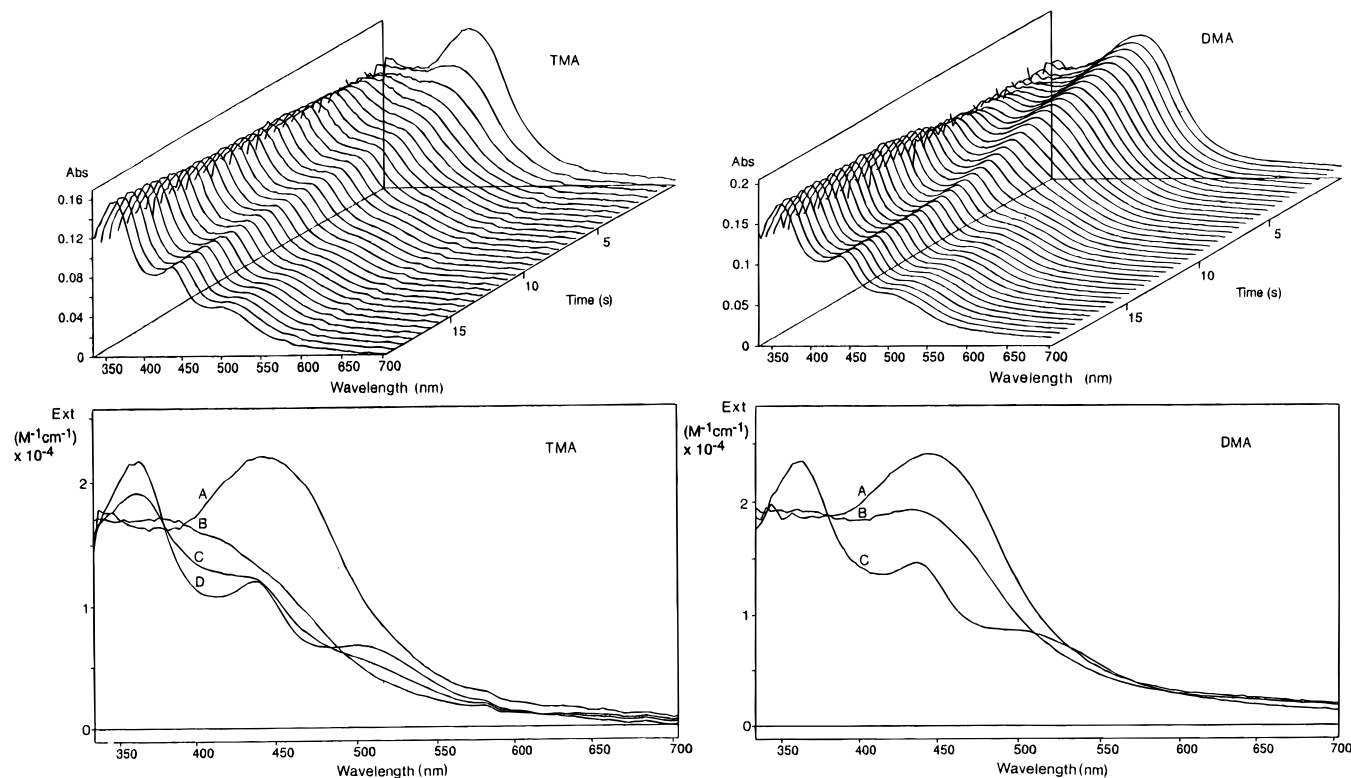 TMA
Abs
0.16
0.12
0.08
0.04
0
350 400 450 500 550 600 650 700
Wavelength (nm)
5
10
15
Time (s)
DMA
Abs
0.2
0.15
0.1
0.05
0
350 400 450 500 550 600 650 700
Wavelength (nm)
5
10
15
Time (s)
Ext
(M-1cm-1)
x 10-4
TMA
2
1
0
A
B
C
D
350 400 450 500 550 600 650 700
Wavelength (nm)
Ext
(M-1cm-1)
x 10-4
DMA
2
1
0
A
B
C
350 400 450 500 550 600 650 700
Wavelength (nm)